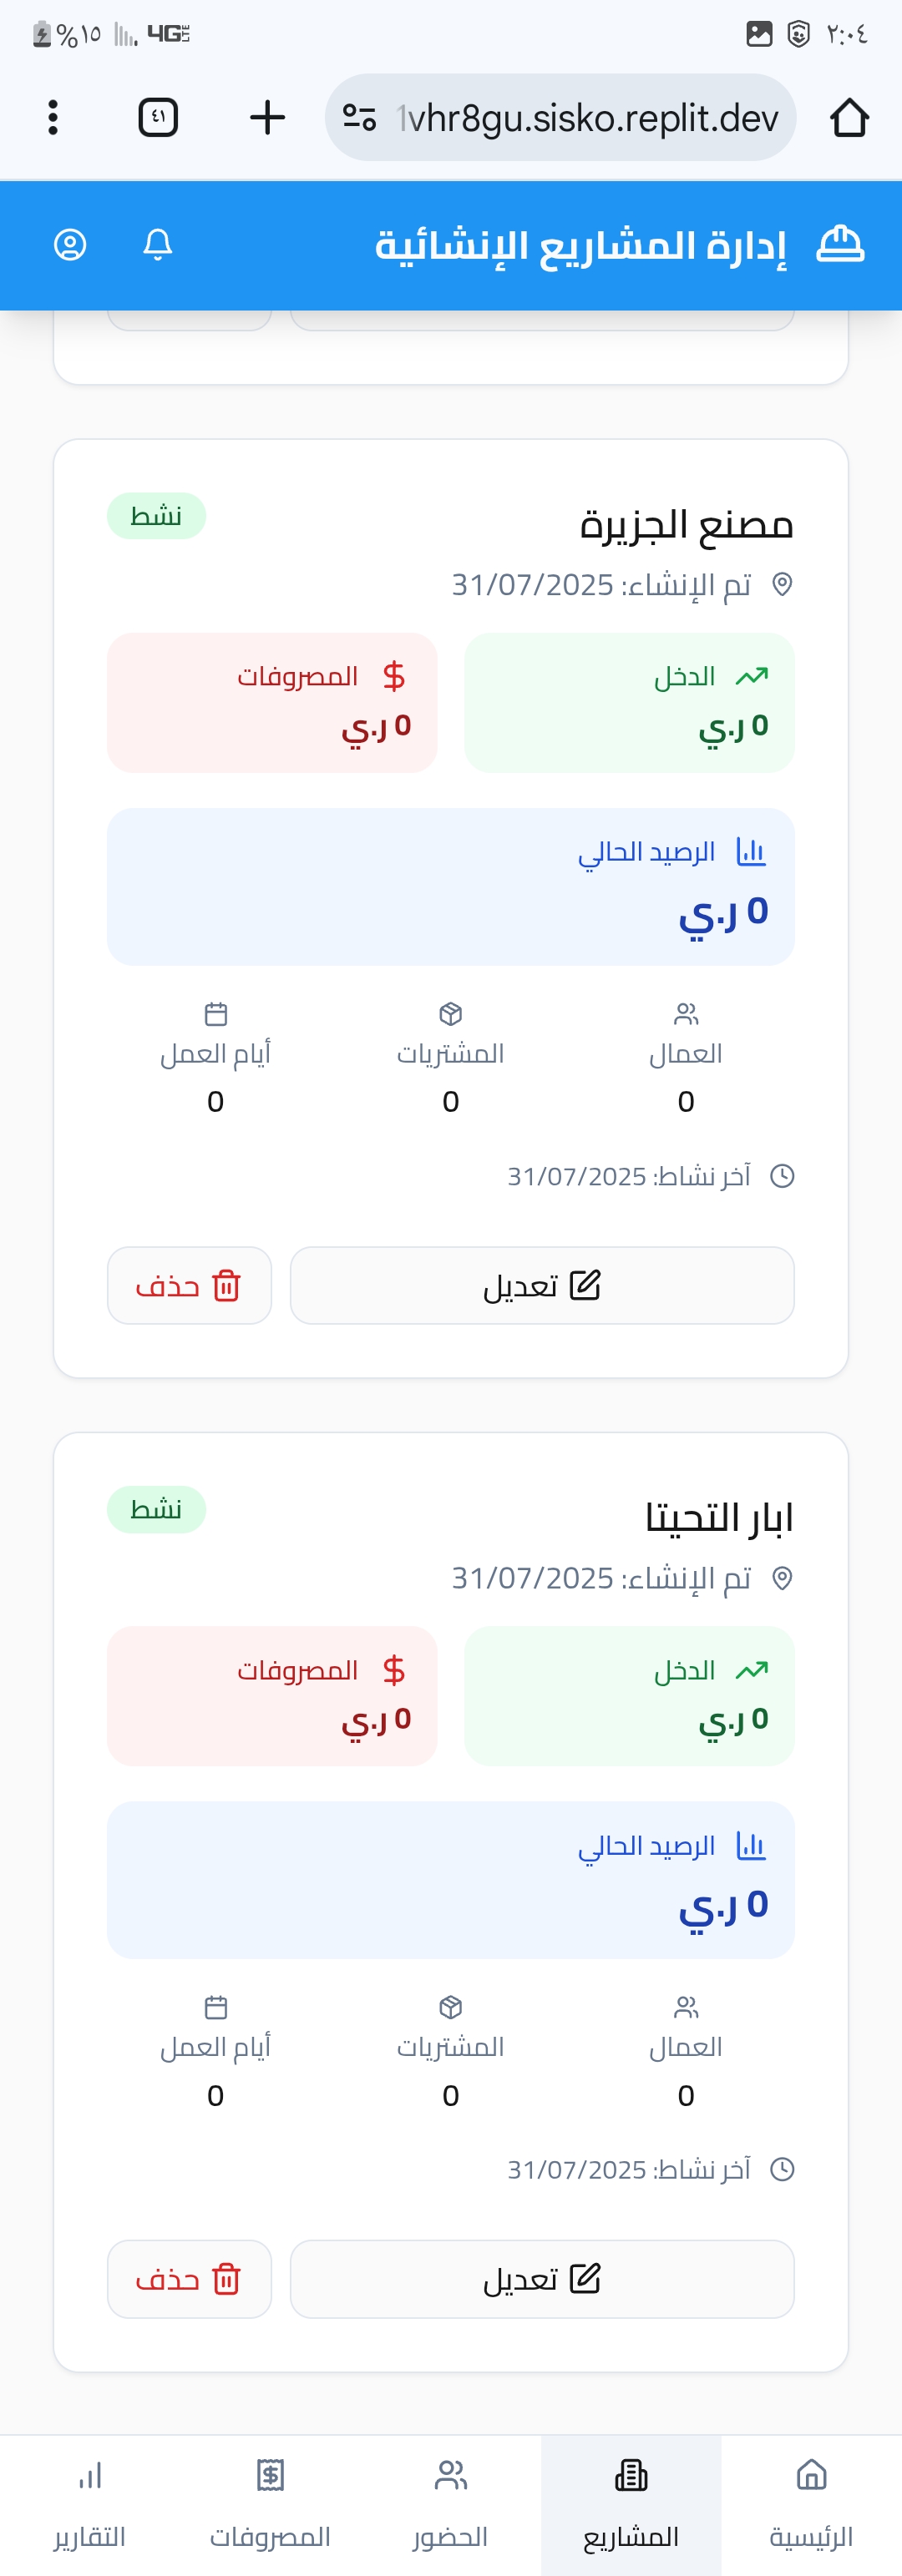 ٢:٠٤
4G LTE
%١٥
1vhr8gu.sisko.replit.dev
٤١
إدارة المشاريع الإنشائية
مصنع الجزيرة
نشط
تم الإنشاء: 31/07/2025
الدخل
المصروفات
0 ر.ي
0 ر.ي
الرصيد الحالي
0 ر.ي
العمال
المشتريات
أيام العمل
0
0
0
آخر نشاط: 31/07/2025
تعديل
حذف
ابار التحيتا
نشط
تم الإنشاء: 31/07/2025
الدخل
المصروفات
0 ر.ي
0 ر.ي
الرصيد الحالي
0 ر.ي
العمال
المشتريات
أيام العمل
0
0
0
آخر نشاط: 31/07/2025
تعديل
حذف
الرئيسية
المشاريع
الحضور
المصروفات
التقارير